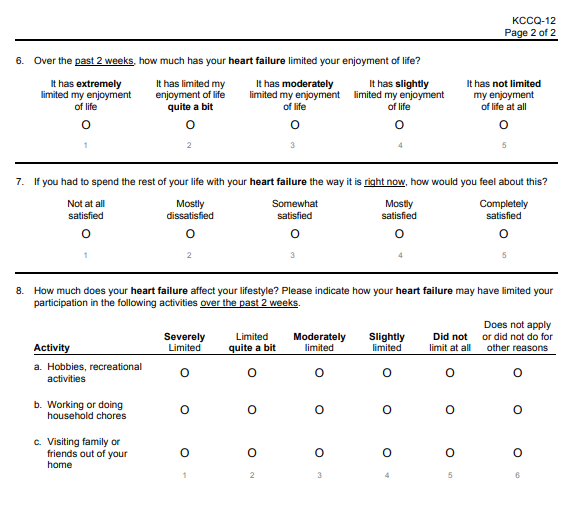 KCCQ-12
Page 2 of 2
6. Over the past 2 weeks, how much has your heart failure limited your enjoyment of life?
It has extremely limited my enjoyment of life
It has limited my enjoyment of life quite a bit
It has moderately limited my enjoyment of life
It has slightly limited my enjoyment of life
It has not limited my enjoyment of life at all
O O O O O
1 2 3 4 5
7. If you had to spend the rest of your life with your heart failure the way it is right now, how would you feel about this?
Not at all satisfied
Mostly dissatisfied
Somewhat satisfied
Mostly satisfied
Completely satisfied
O O O O O
1 2 3 4 5
8. How much does your heart failure affect your lifestyle? Please indicate how your heart failure may have limited your
participation in the following activities over the past 2 weeks.
Activity
Severely Limited
Limited quite a bit
Moderately limited
Slightly limited
Did not limit at all
Does not apply or did not do for other reasons
a. Hobbies, recreational activities
O O O O O O
b. Working or doing household chores
O O O O O O
c. Visiting family or friends out of your home
O O O O O O
1 2 3 4 5 6